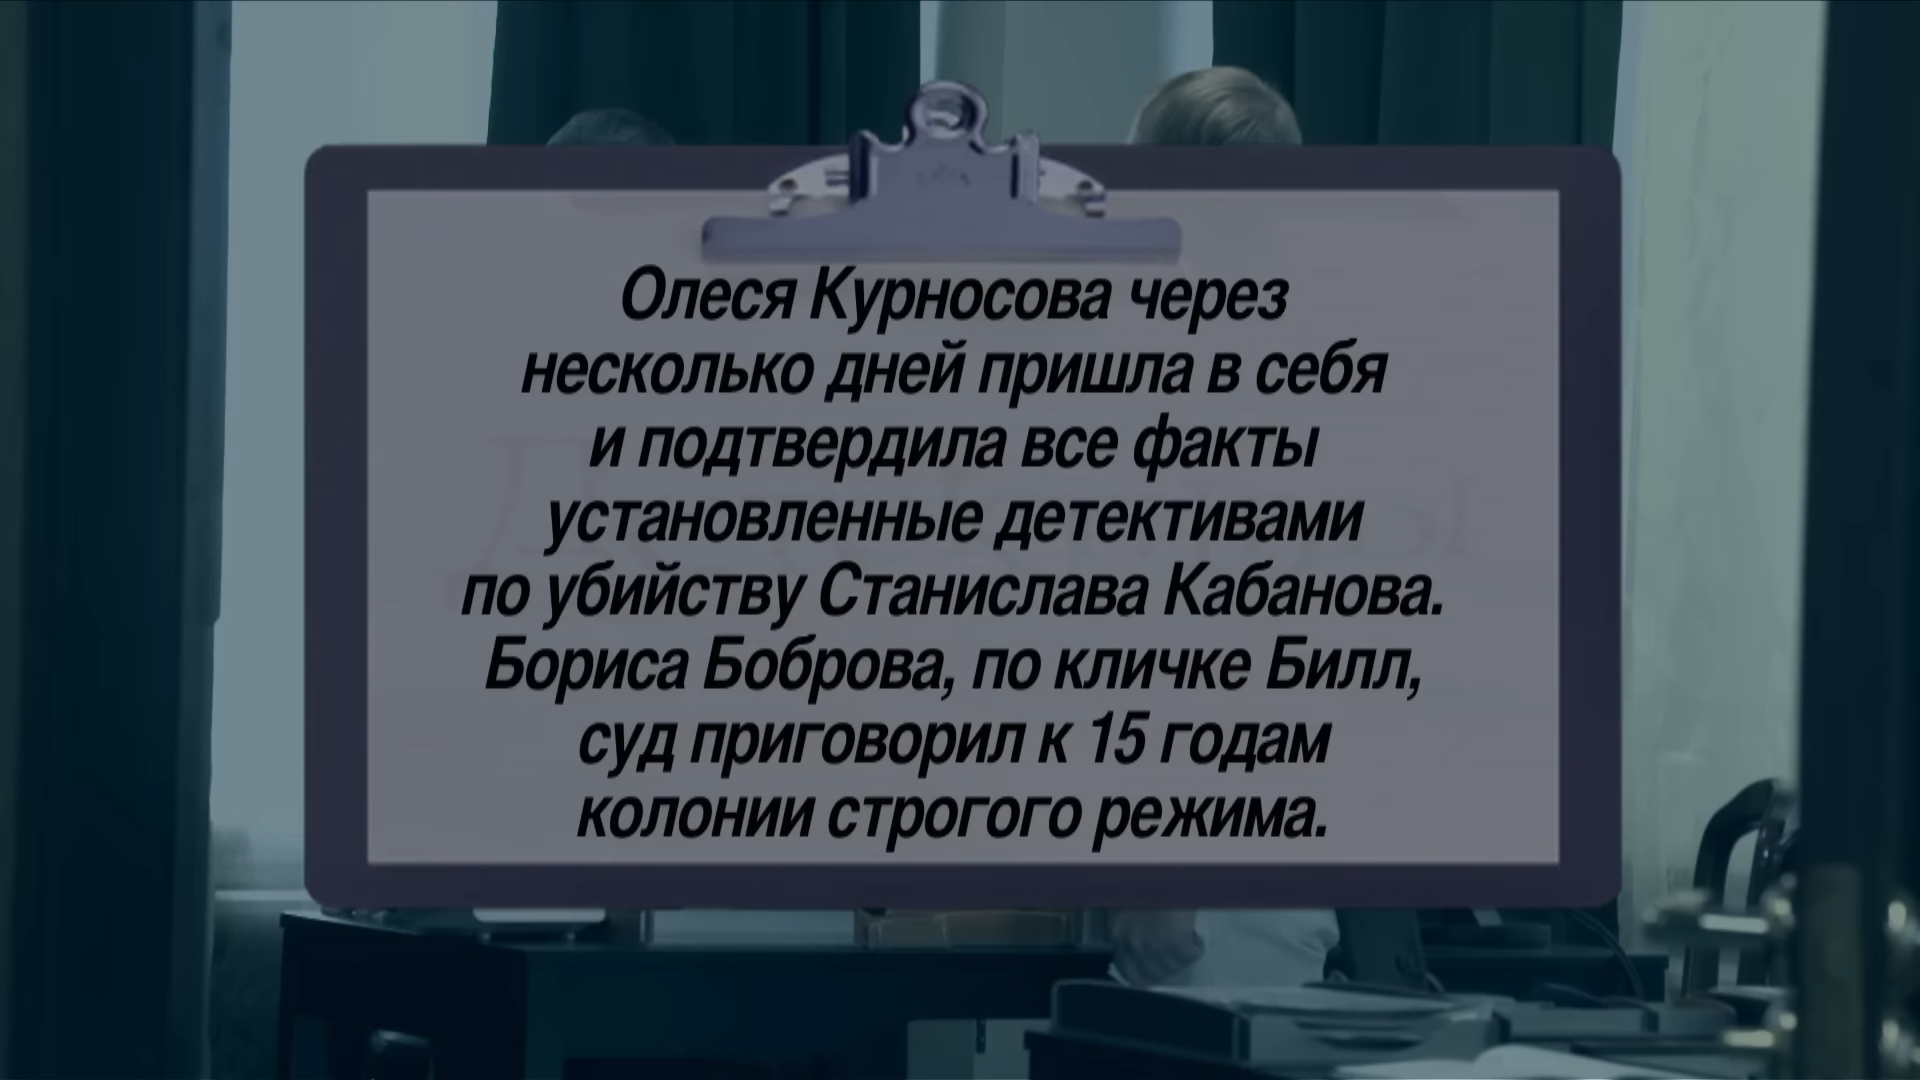 Олеся Курносова через
несколько дней пришла в себя
и подтвердила все факты
установленные детективами
по убийству Станислава Кабанова.
Бориса Боброва, по кличке Билл,
суд приговорил к 15 годам
колонии строгого режима.